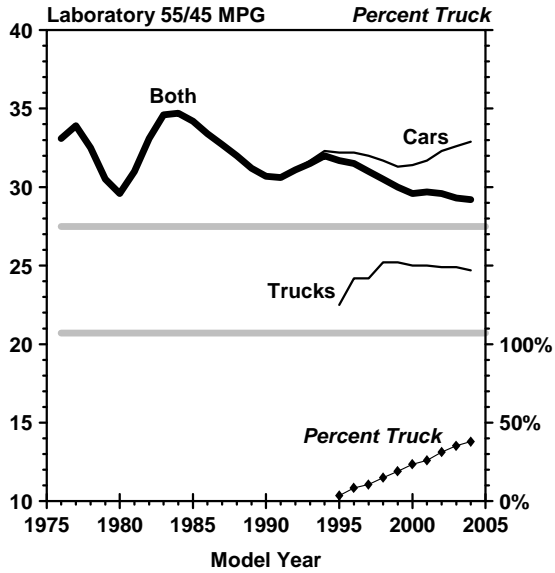 Laboratory 55/45 MPG Percent Truck
40
35
30
25
20
15
10
100%
50%
0%
Both
Cars
Trucks
Percent Truck
1975 1980 1985 1990 1995 2000 2005
Model Year